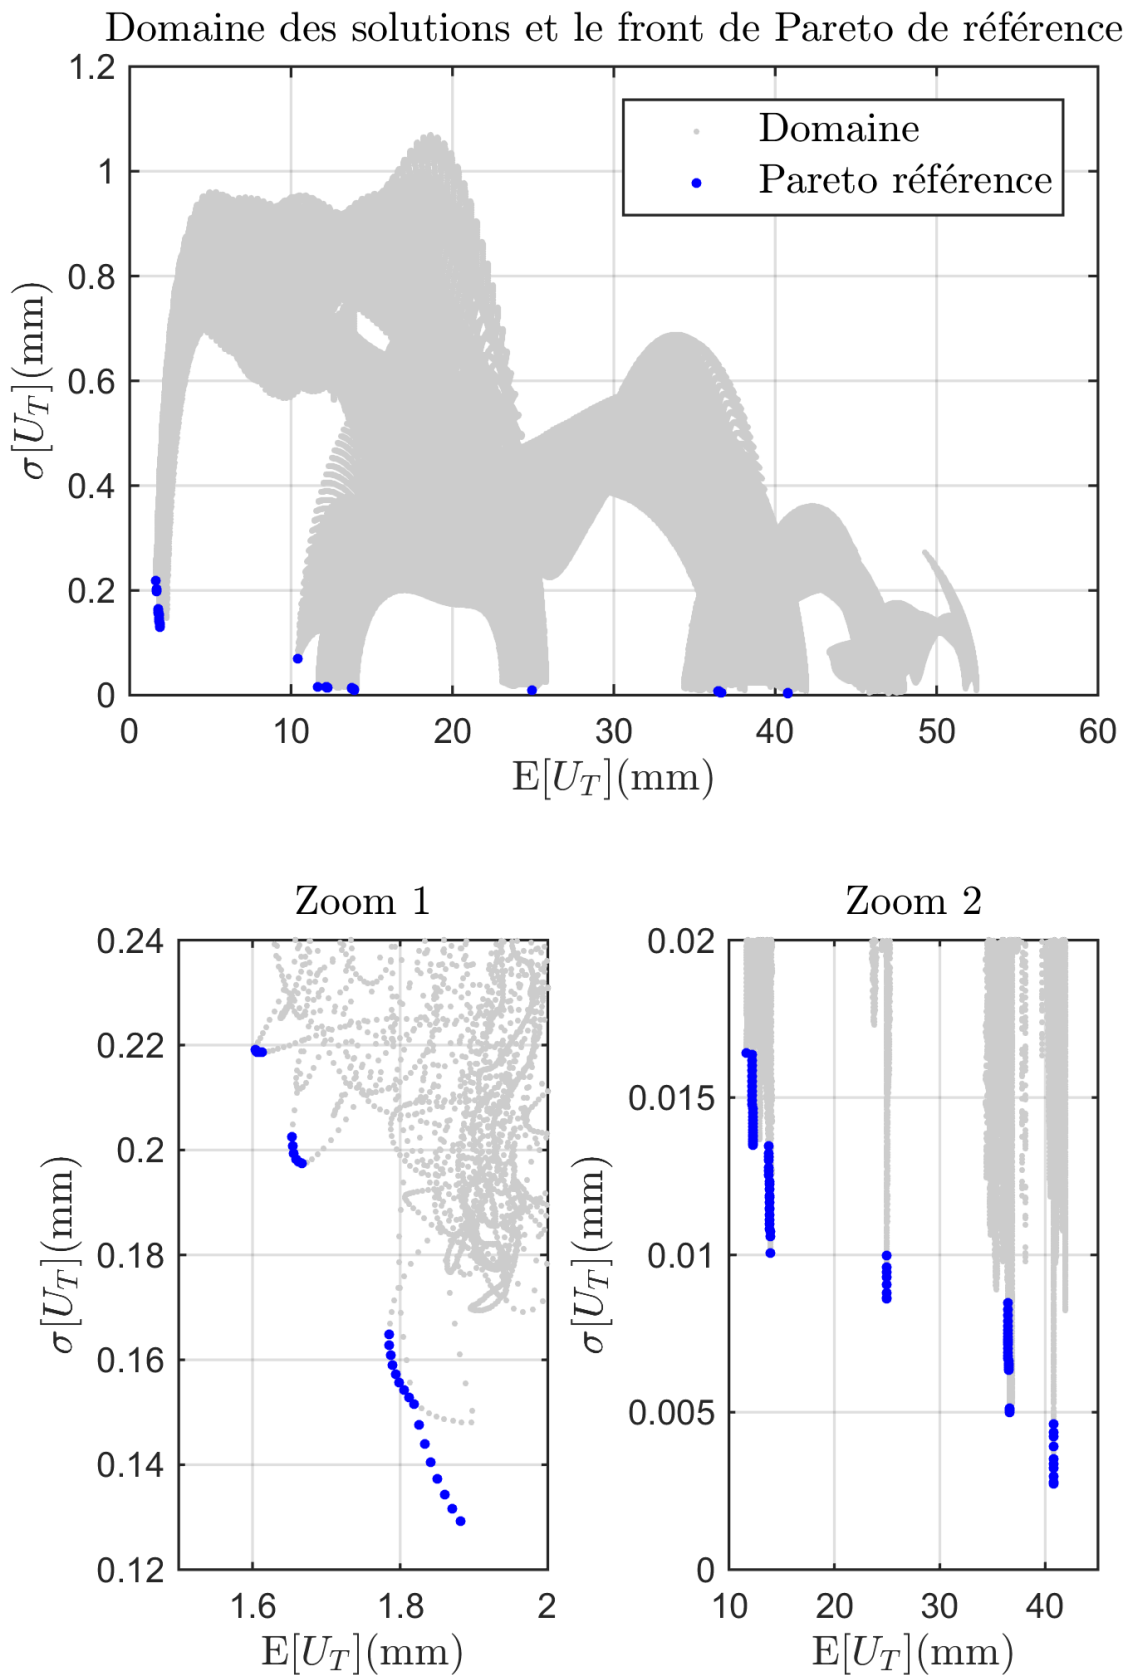 Domaine des solutions et le front de Pareto de référence
1.2
1
0.8
0.6
0.4
0.2
0
σ[U_T](mm)
Domaine
Pareto référence
0 10 20 30 40 50 60
E[U_T](mm)
Zoom 1
0.24
0.22
0.2
0.18
0.16
0.14
0.12
σ[U_T](mm)
1.6 1.8 2
E[U_T](mm)
Zoom 2
0.02
0.015
0.01
0.005
0
σ[U_T](mm)
10 20 30 40
E[U_T](mm)